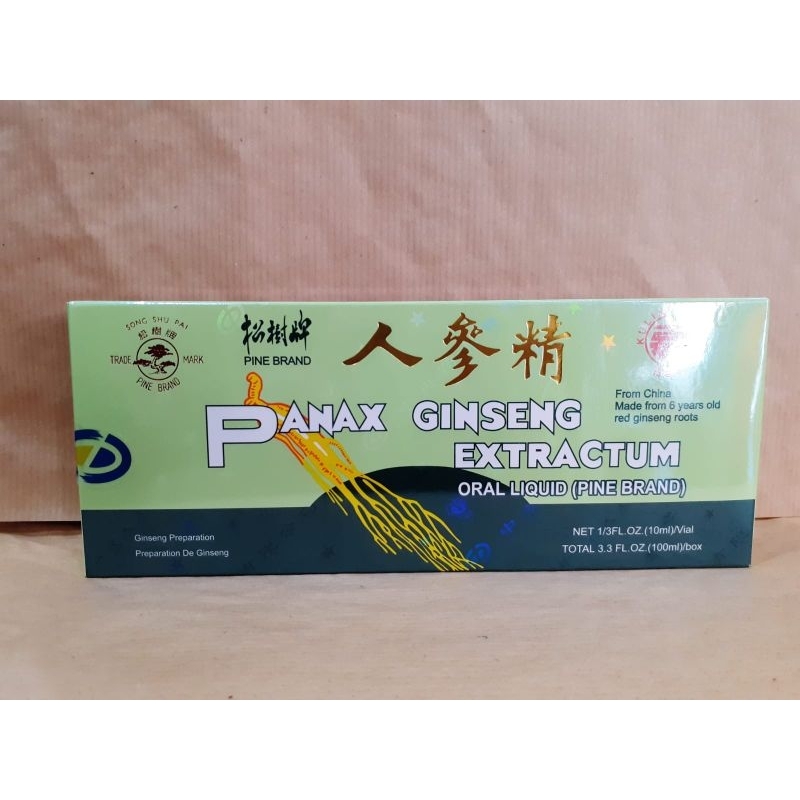 SONG SHU PAI
松樹牌
TRADE MARK
PINE BRAND
松樹牌
PINE BRAND
人參精
From China
Made from 6 years old
red ginseng roots
PANAX GINSENG
EXTRACTUM
ORAL LIQUID (PINE BRAND)
Ginseng Preparation
Preparation De Ginseng
NET 1/3FL.OZ.(10ml)/Vial
TOTAL 3.3 FL.OZ.(100ml)/box